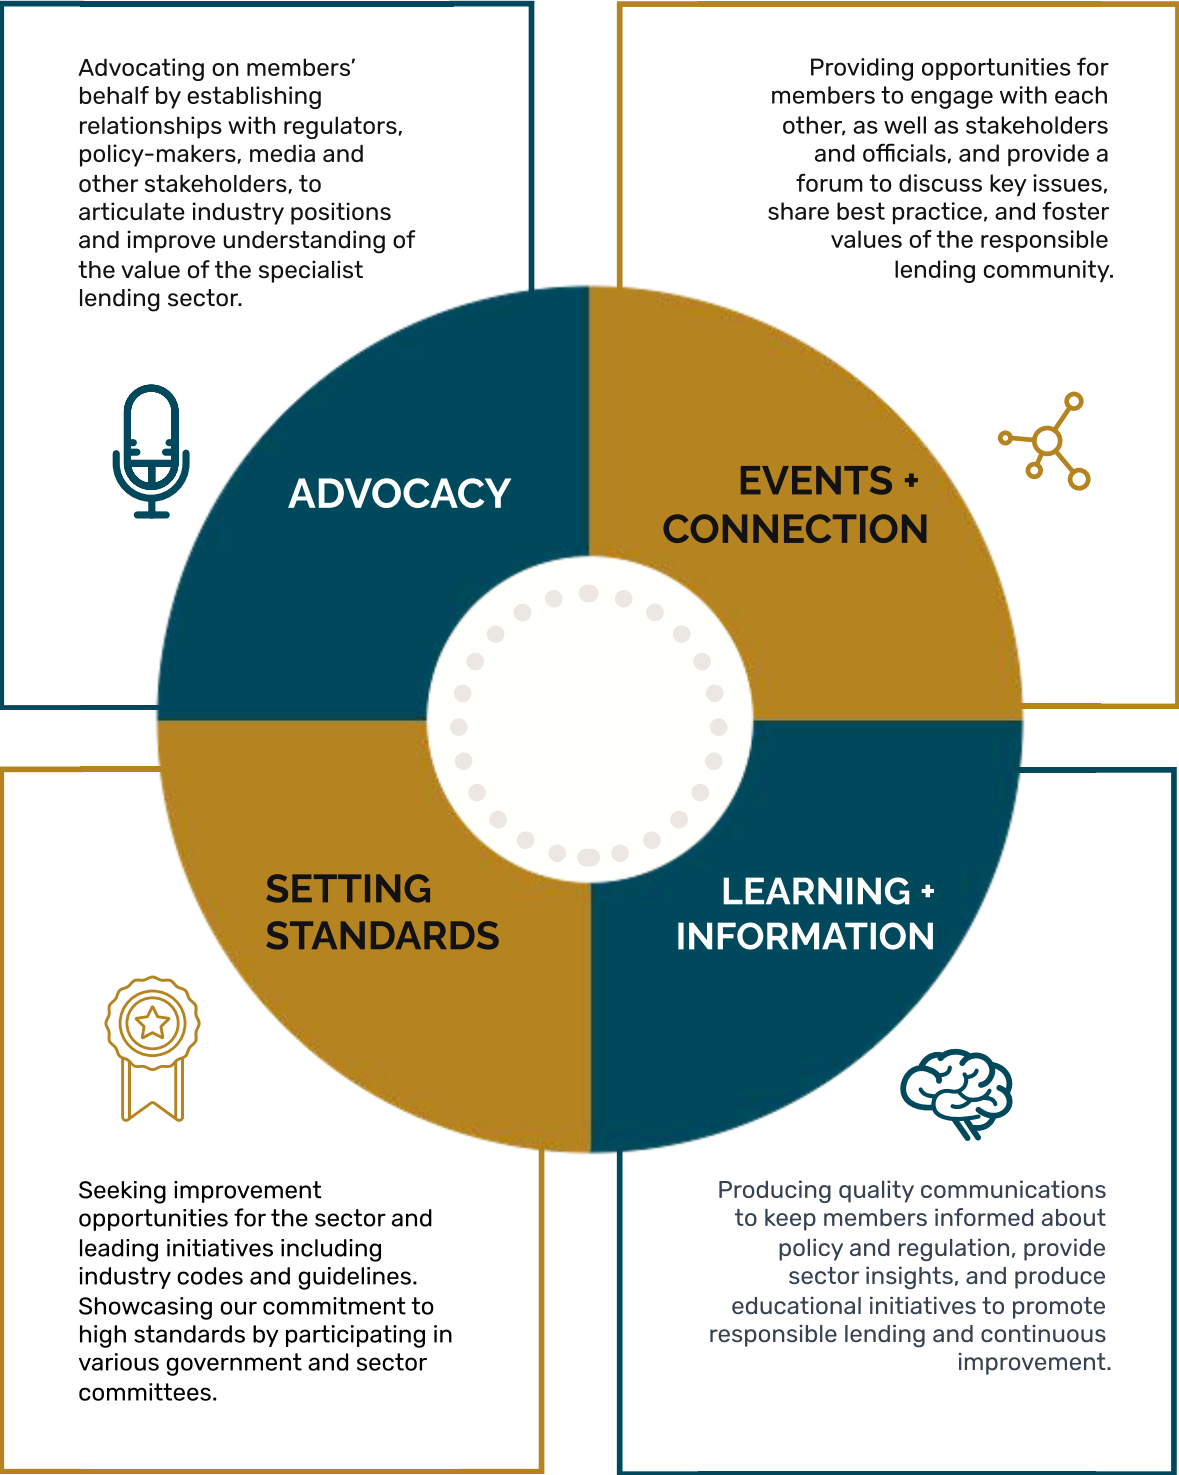 Advocating on members’
behalf by establishing
relationships with regulators,
policy-makers, media and
other stakeholders, to
articulate industry positions
and improve understanding of
the value of the specialist
lending sector.
Providing opportunities for
members to engage with each
other, as well as stakeholders
and officials, and provide a
forum to discuss key issues,
share best practice, and foster
values of the responsible
lending community.
ADVOCACY
EVENTS +
CONNECTION
SETTING
STANDARDS
LEARNING +
INFORMATION
Seeking improvement
opportunities for the sector and
leading initiatives including
industry codes and guidelines.
Showcasing our commitment to
high standards by participating in
various government and sector
committees.
Producing quality communications
to keep members informed about
policy and regulation, provide
sector insights, and produce
educational initiatives to promote
responsible lending and continuous
improvement.